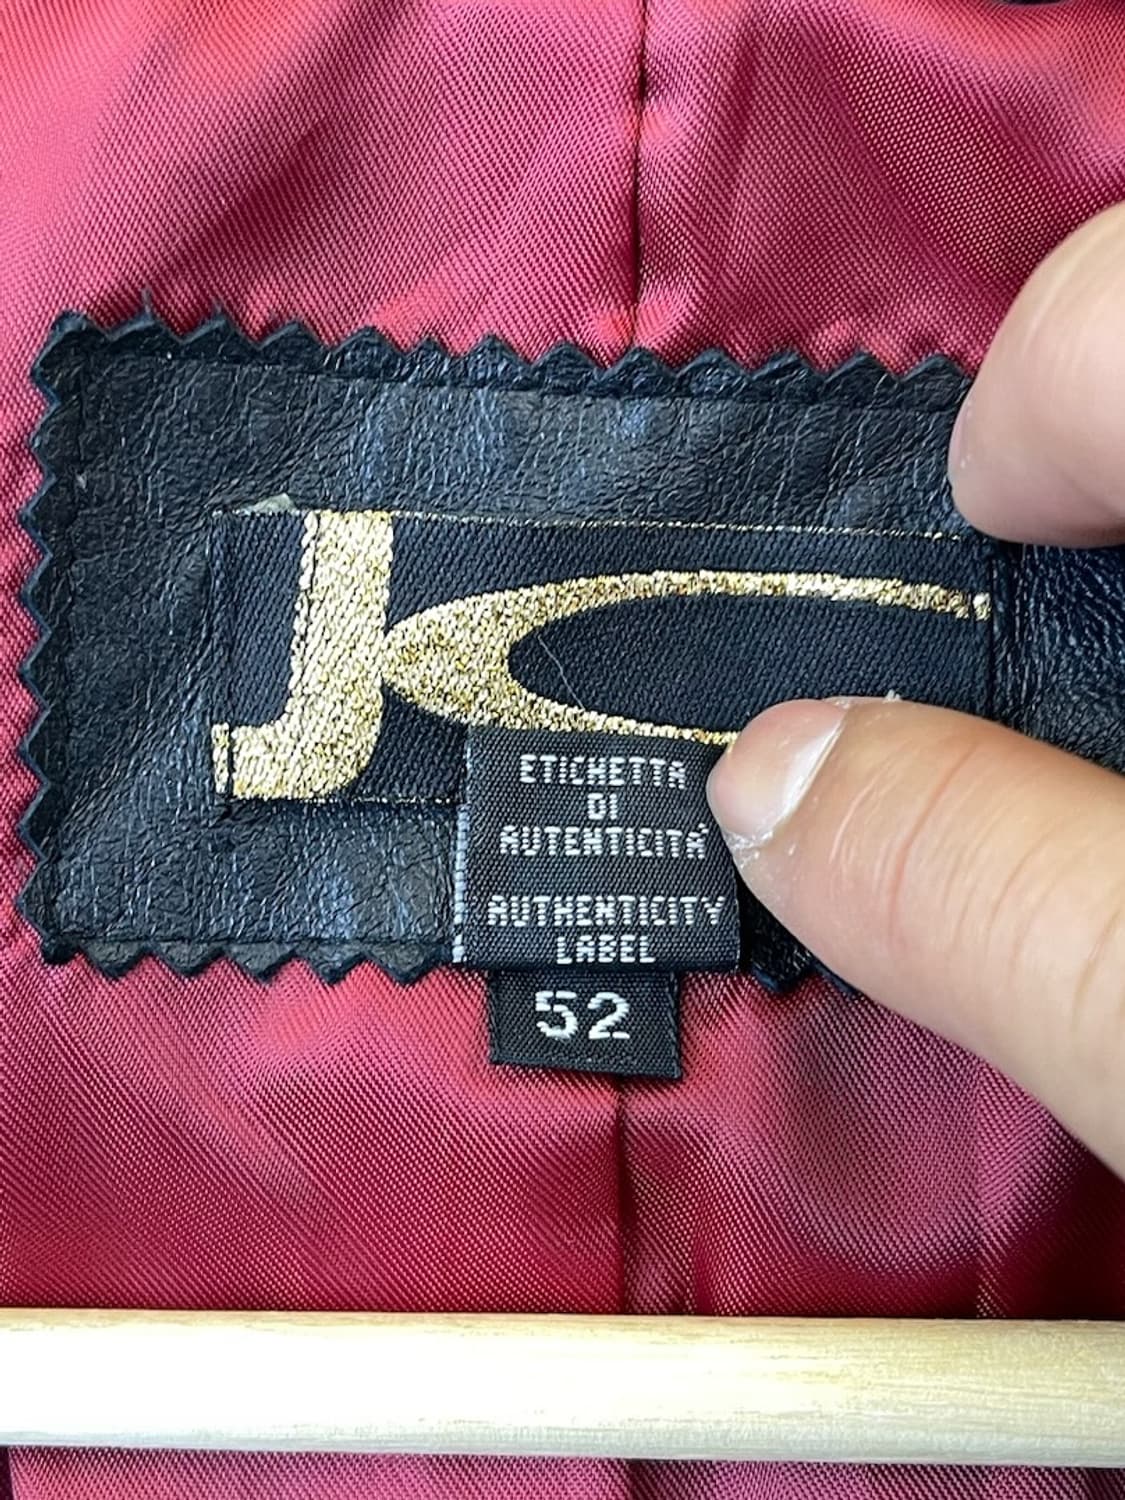 JC
ETICHETTA
DI
AUTENTICITÀ
AUTHENTICITY
LABEL
52